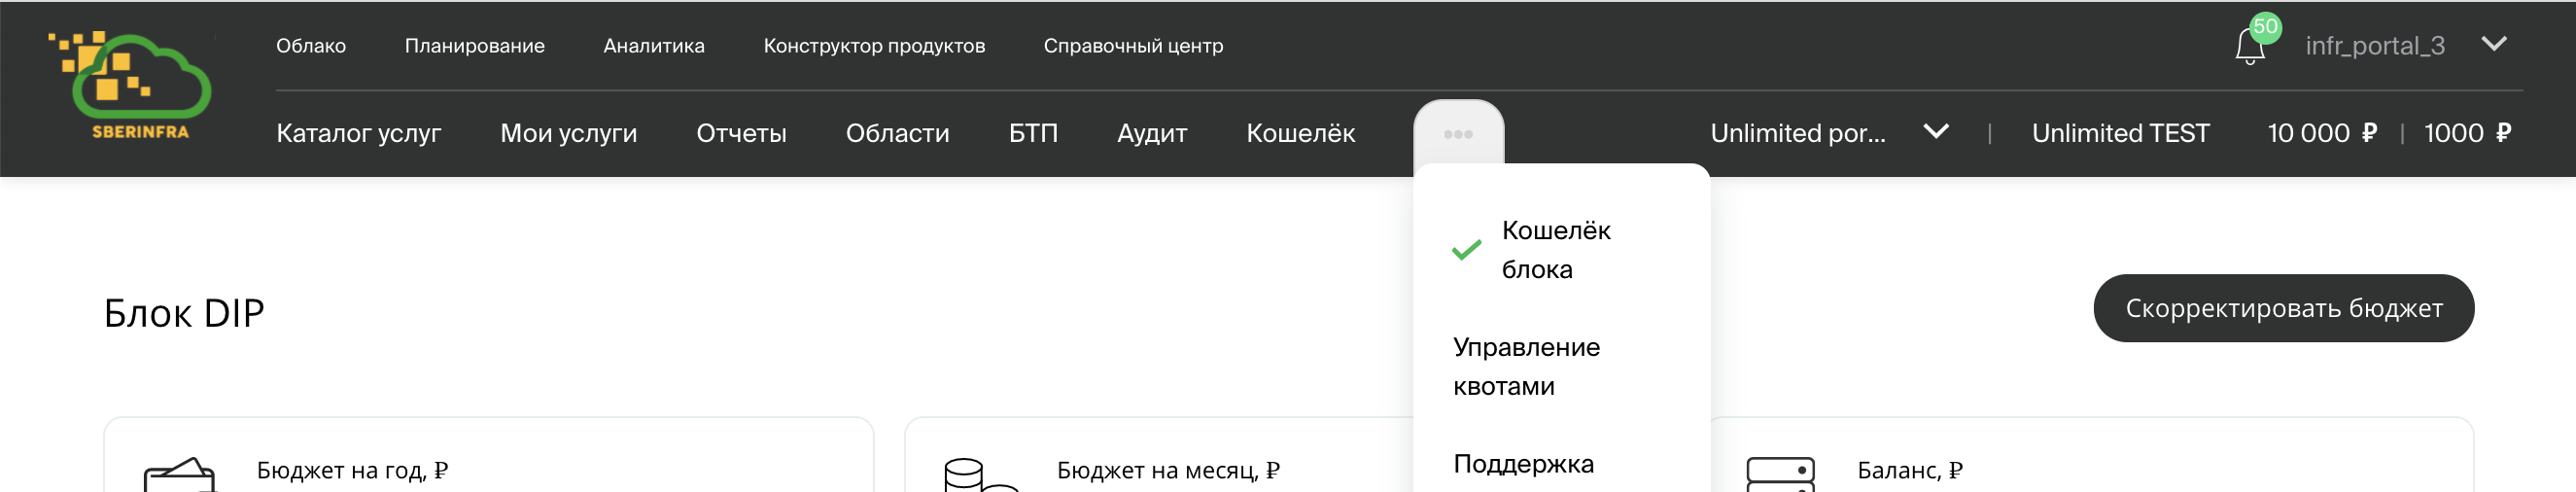 Облако Планирование Аналитика Конструктор продуктов Справочный центр 50 infr_portal_3
SBERINFRA
Каталог услуг Мои услуги Отчеты Области БТП Аудит Кошелёк ••• Unlimited por... | Unlimited TEST 10 000 ₽ | 1000 ₽
Кошелёк
блока
Управление
квотами
Поддержка
Блок DIP
Скорректировать бюджет
Бюджет на год, ₽
Бюджет на месяц, ₽
Баланс, ₽